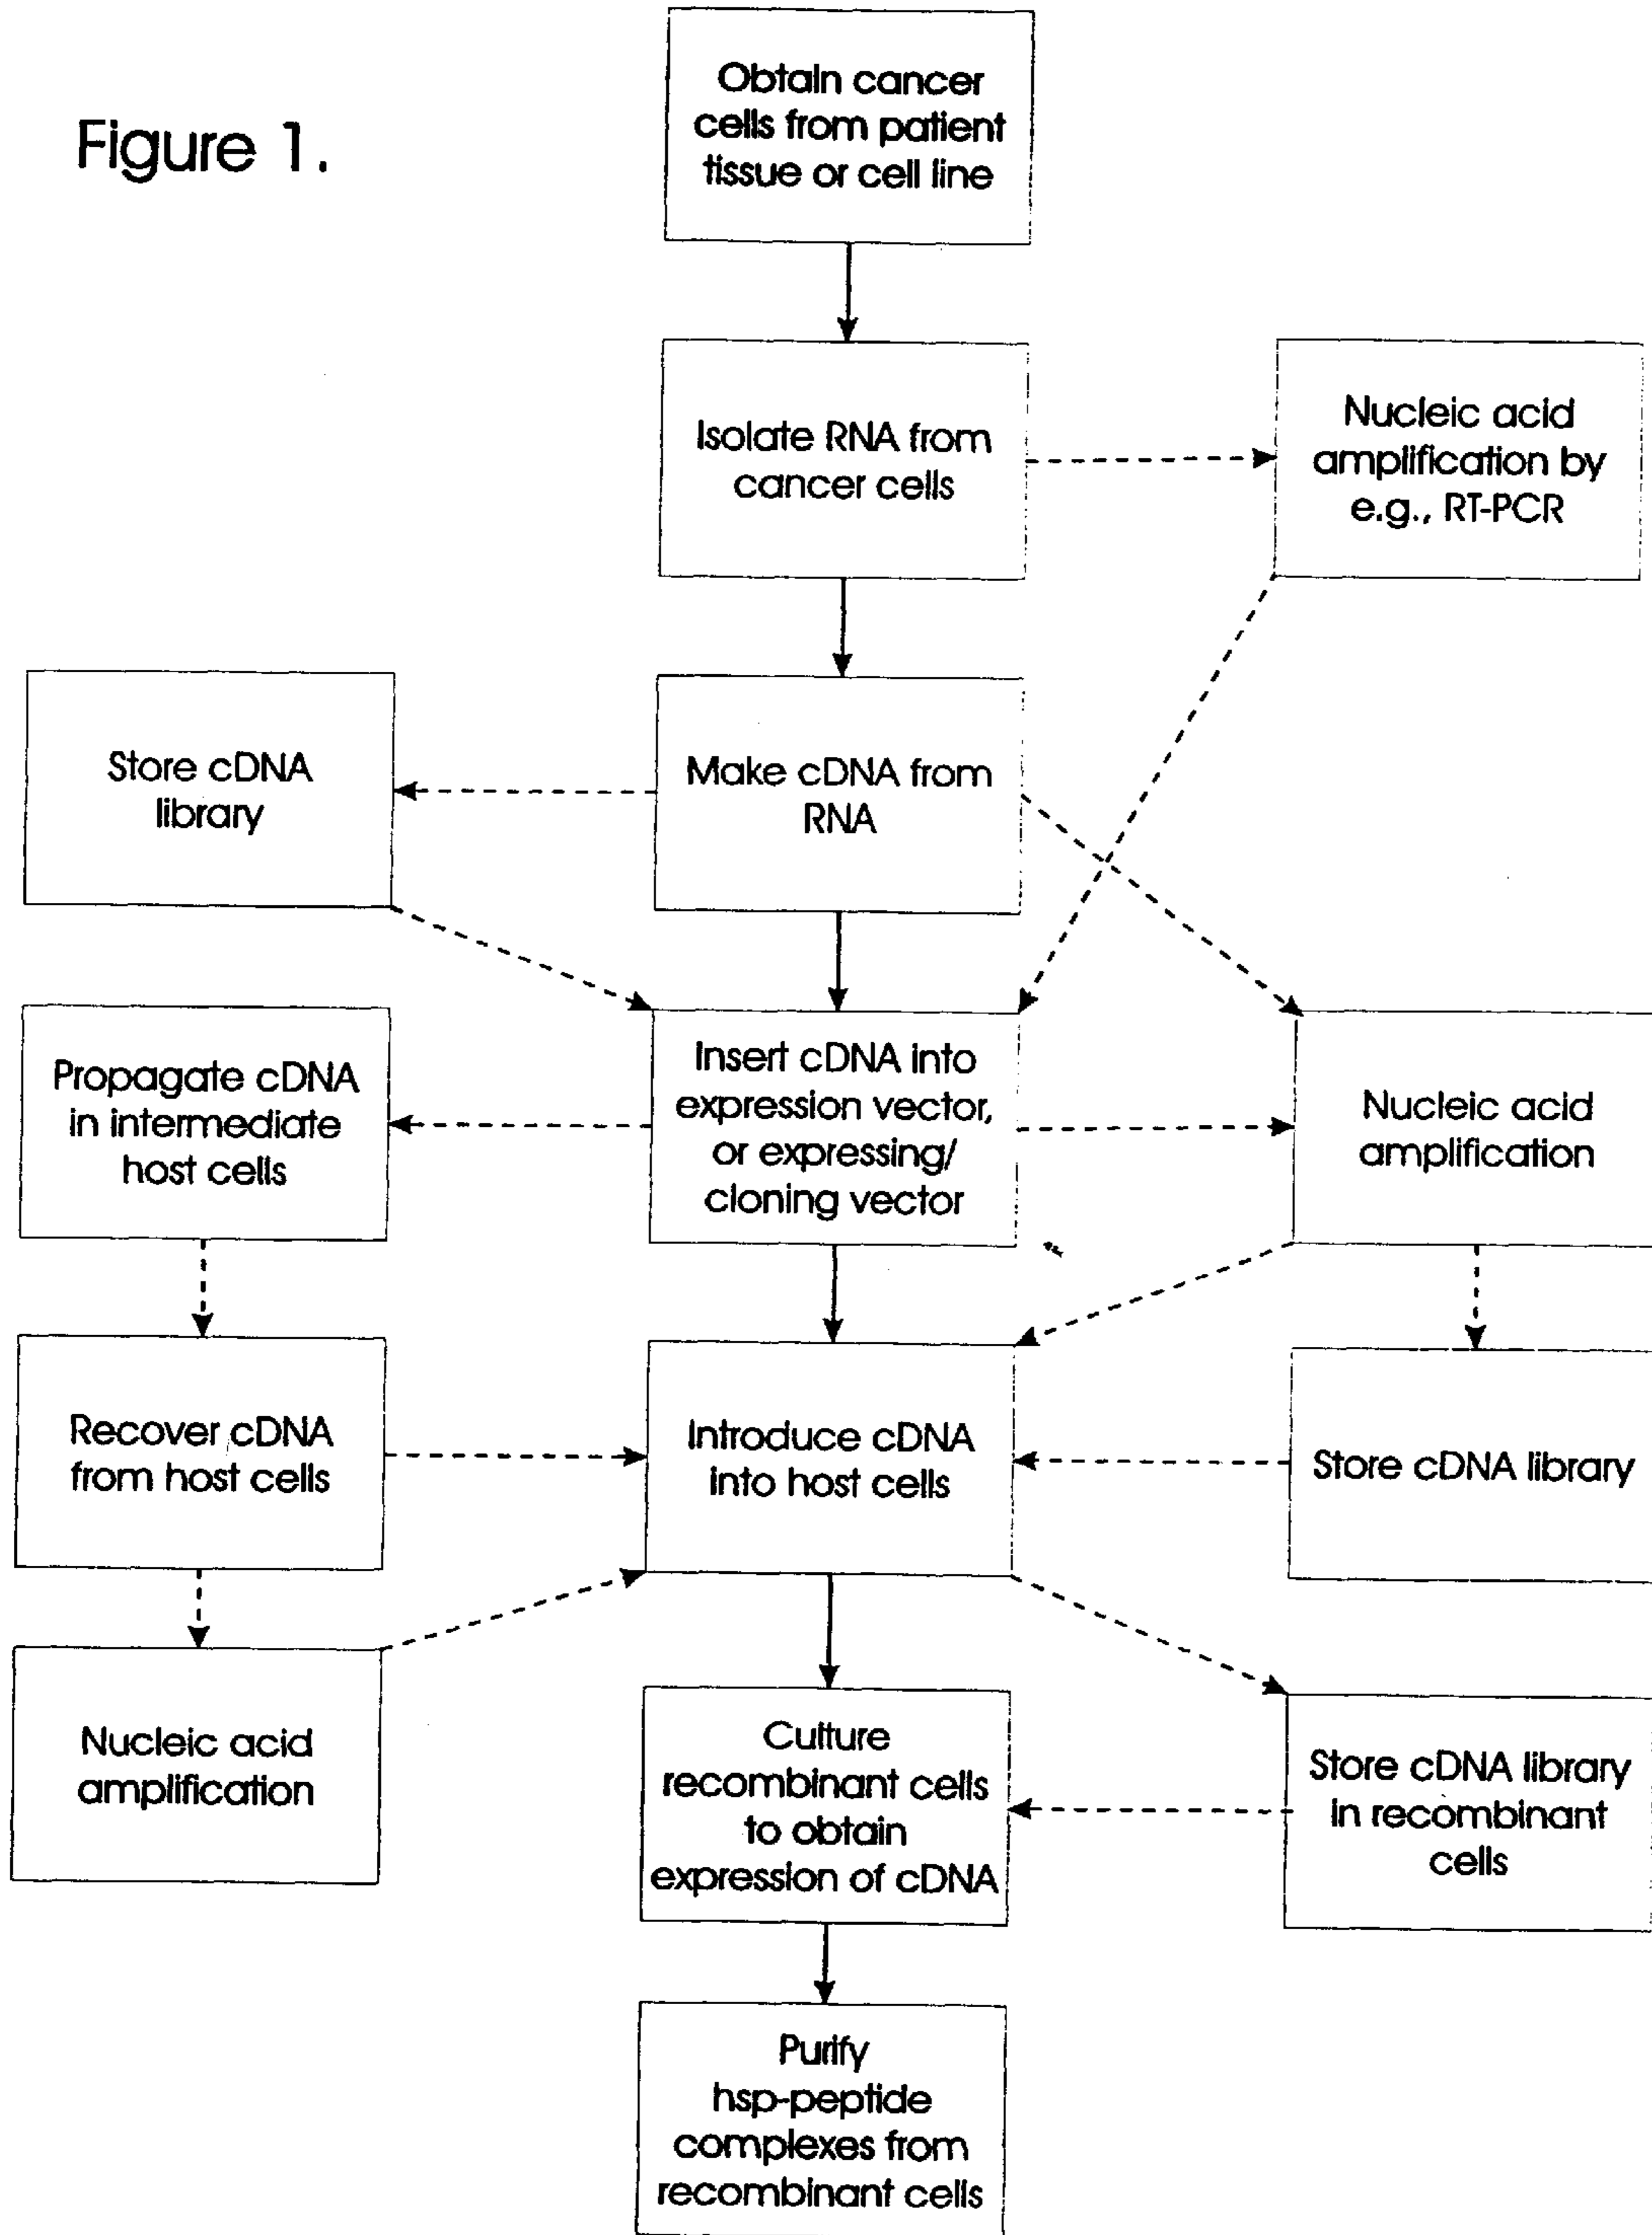 Figure 1.
Obtain cancer
cells from patient
tissue or cell line
Isolate RNA from
cancer cells
Nucleic acid
amplification by
e.g., RT-PCR
Store cDNA
library
Make cDNA from
RNA
Propagate cDNA
in intermediate
host cells
Insert cDNA into
expression vector,
or expressing/
cloning vector
Nucleic acid
amplification
Recover cDNA
from host cells
Introduce cDNA
into host cells
Store cDNA library
Nucleic acid
amplification
Culture
recombinant cells
to obtain
expression of cDNA
Store cDNA library
in recombinant
cells
Purify
hsp-peptide
complexes from
recombinant cells